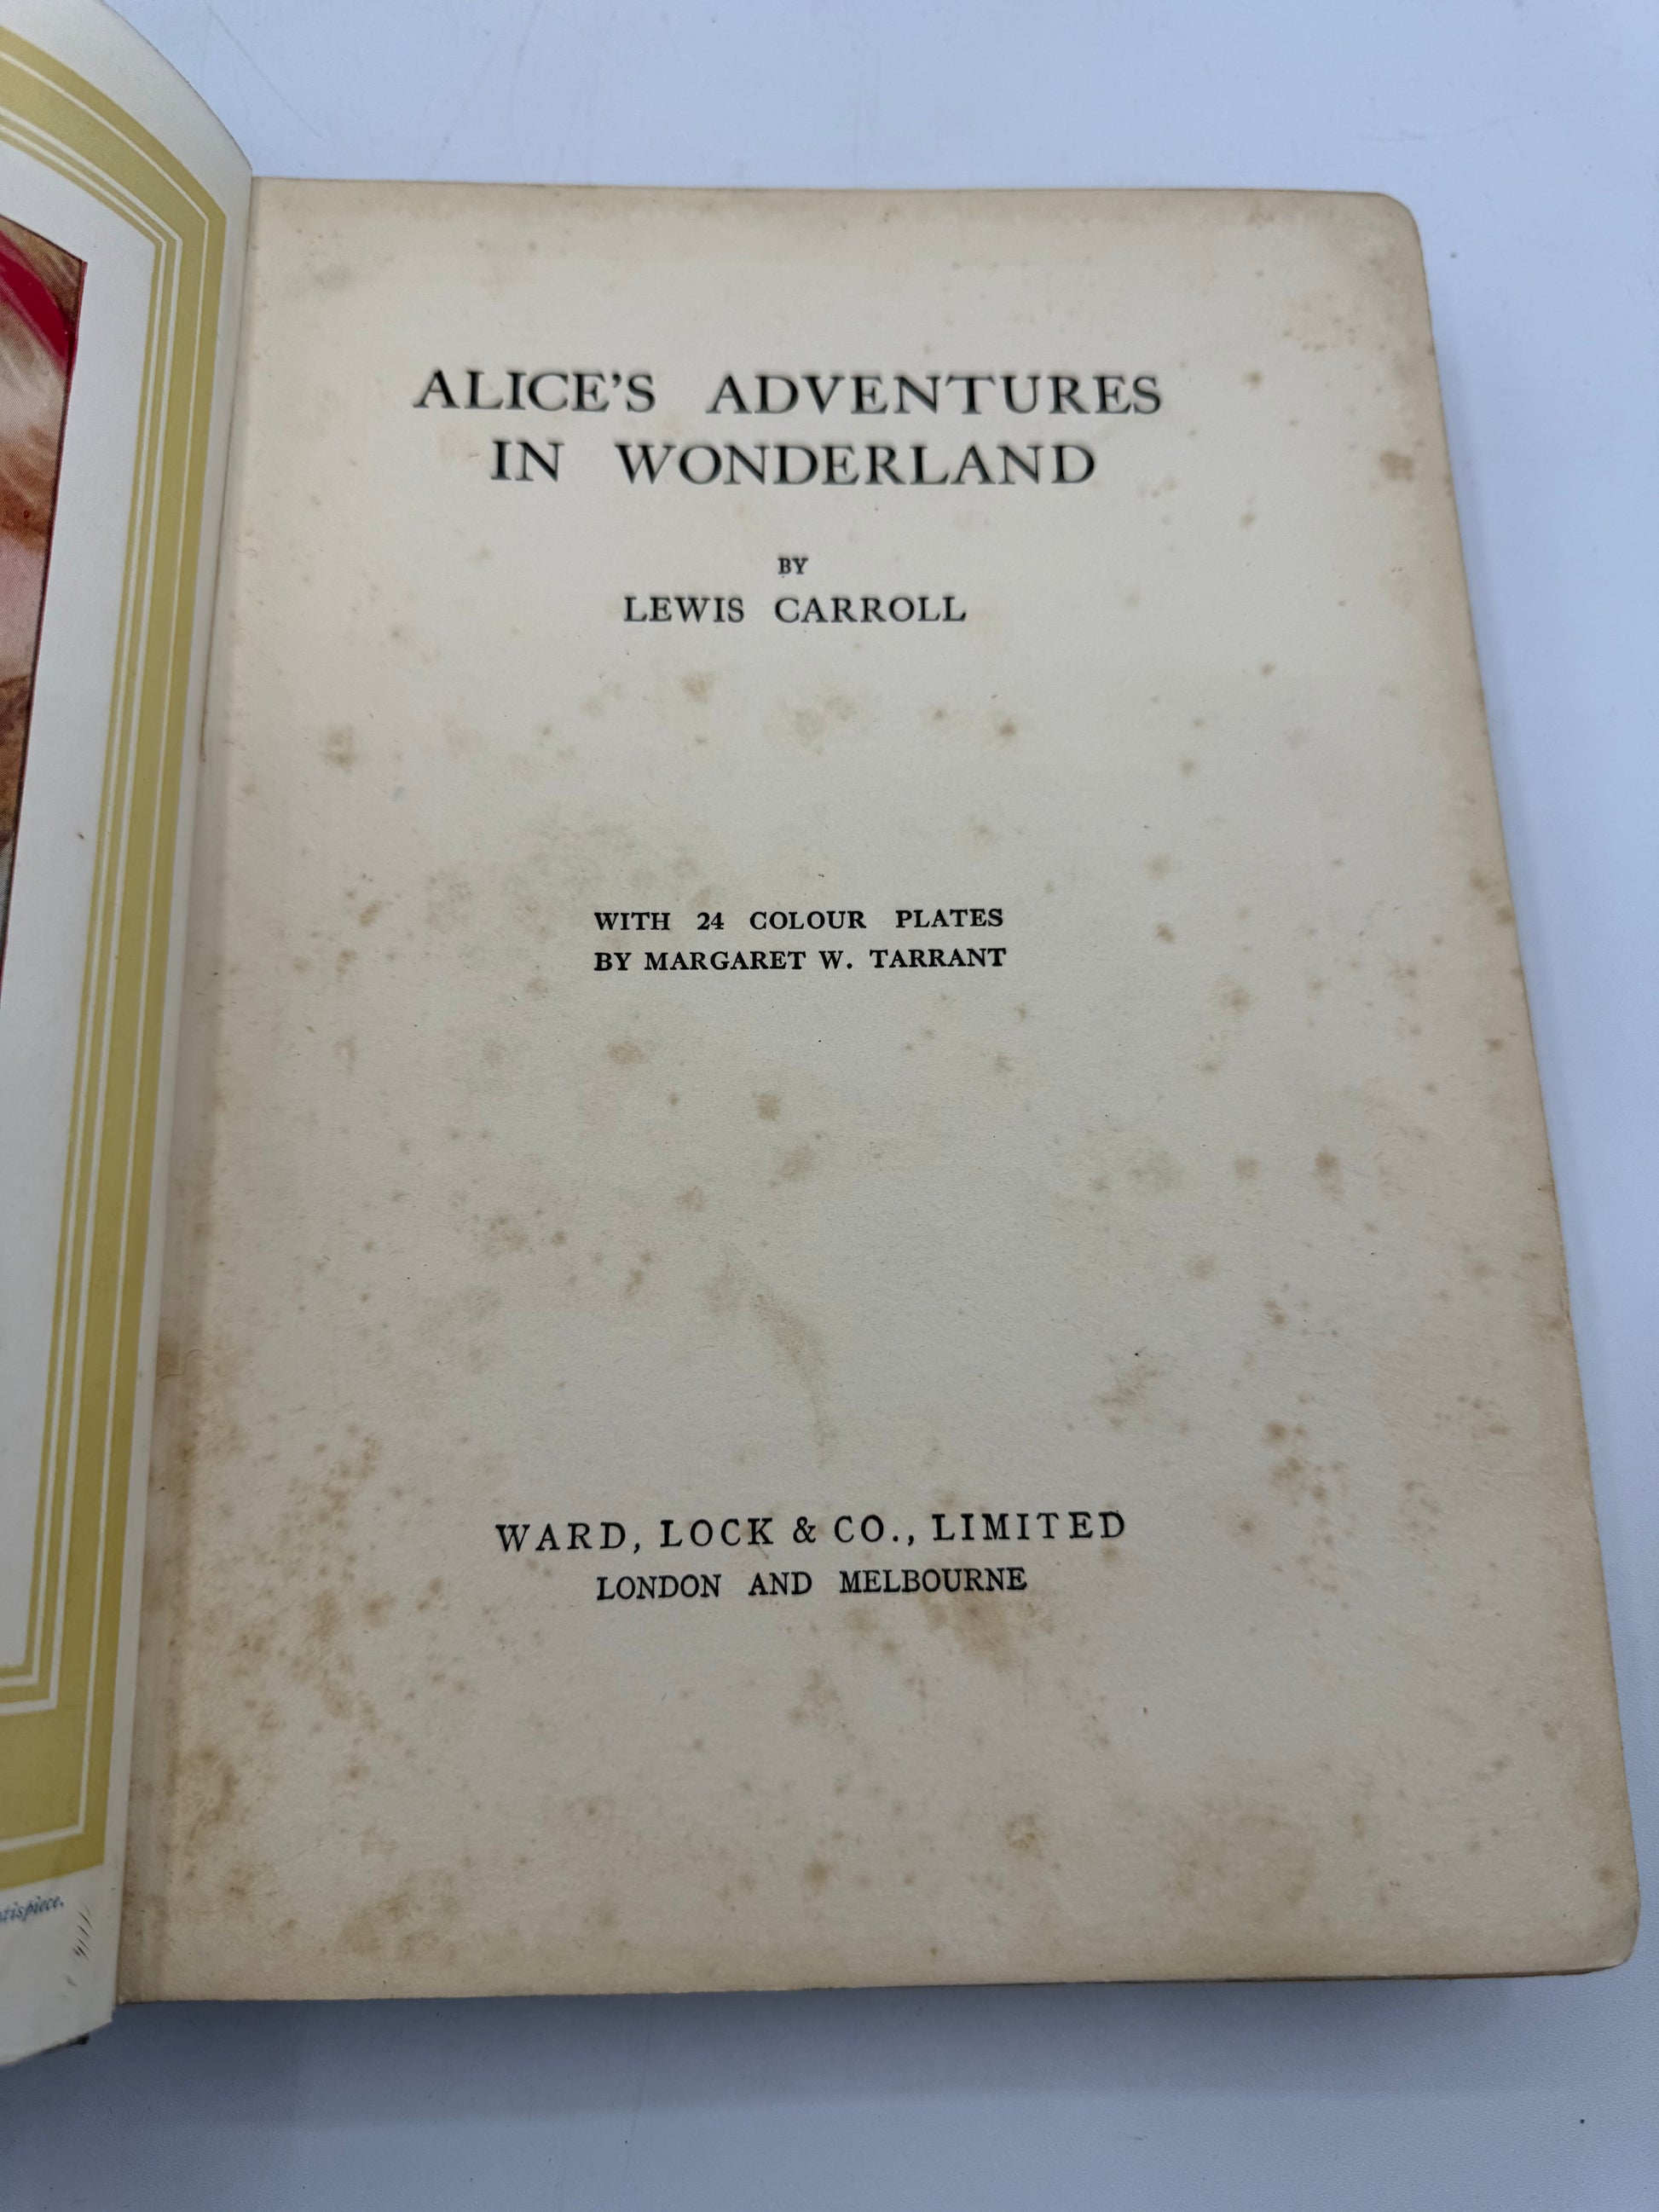 ALICE'S ADVENTURES
IN WONDERLAND
BY
LEWIS CARROLL
WITH 24 COLOUR PLATES
BY MARGARET W. TARRANT
WARD, LOCK & CO., LIMITED
LONDON AND MELBOURNE